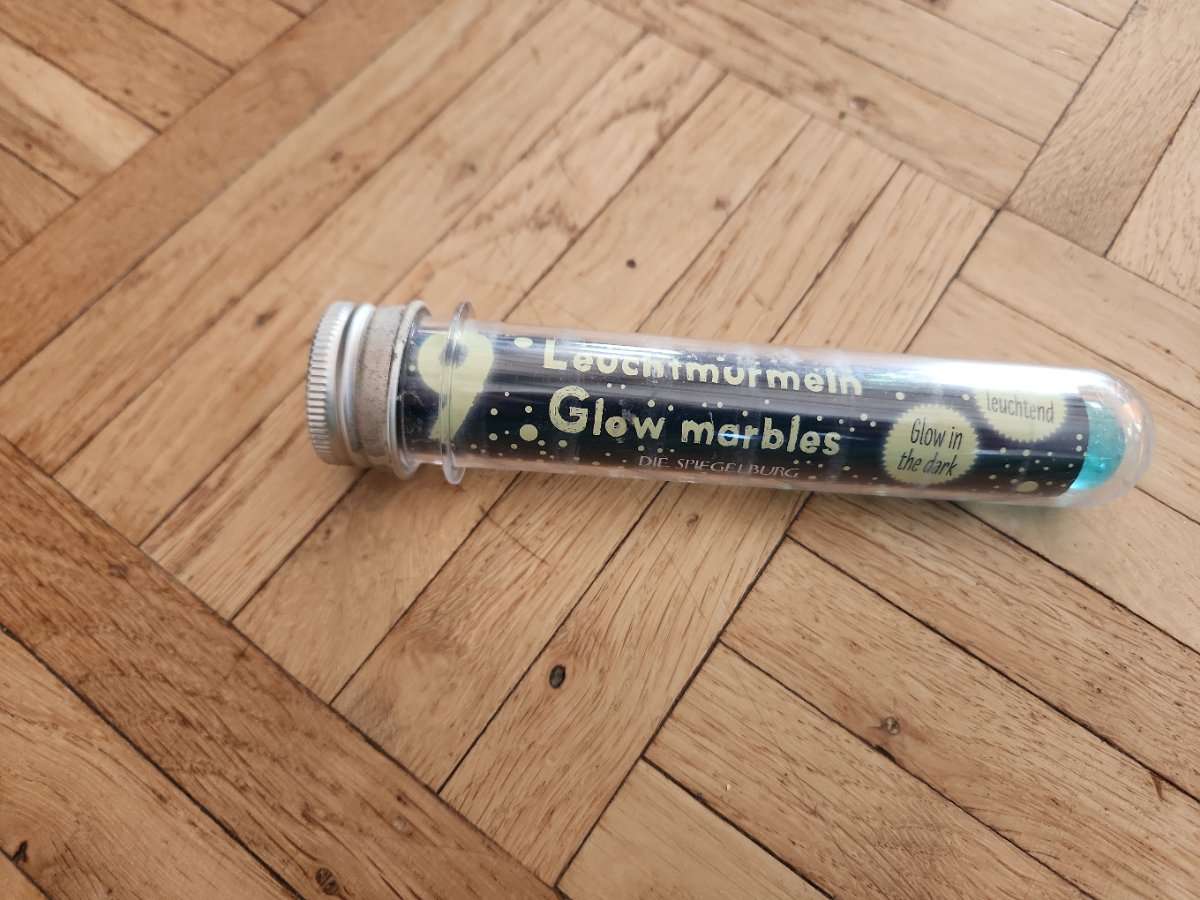 Leuchtmurmeln
Glow marbles
DIE SPIEGELBURG
leuchtend
Glow in
the dark